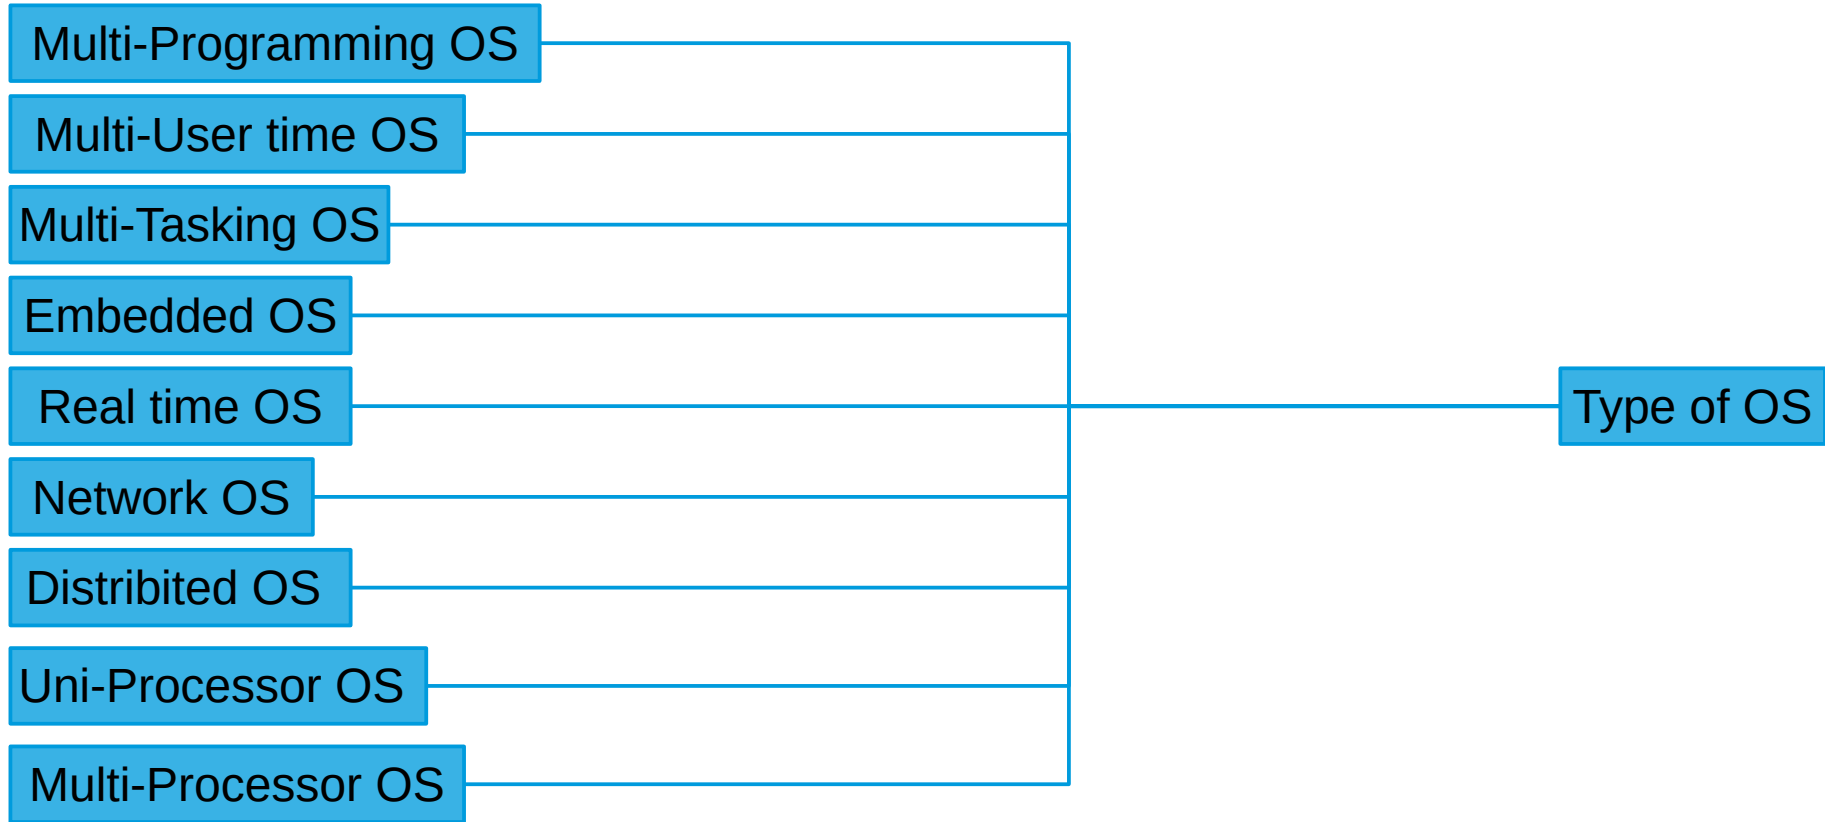 Multi-Programming OS
Multi-User time OS
Multi-Tasking OS
Embedded OS
Real time OS
Type of OS
Network OS
Distribited OS
Uni-Processor OS
Multi-Processor OS